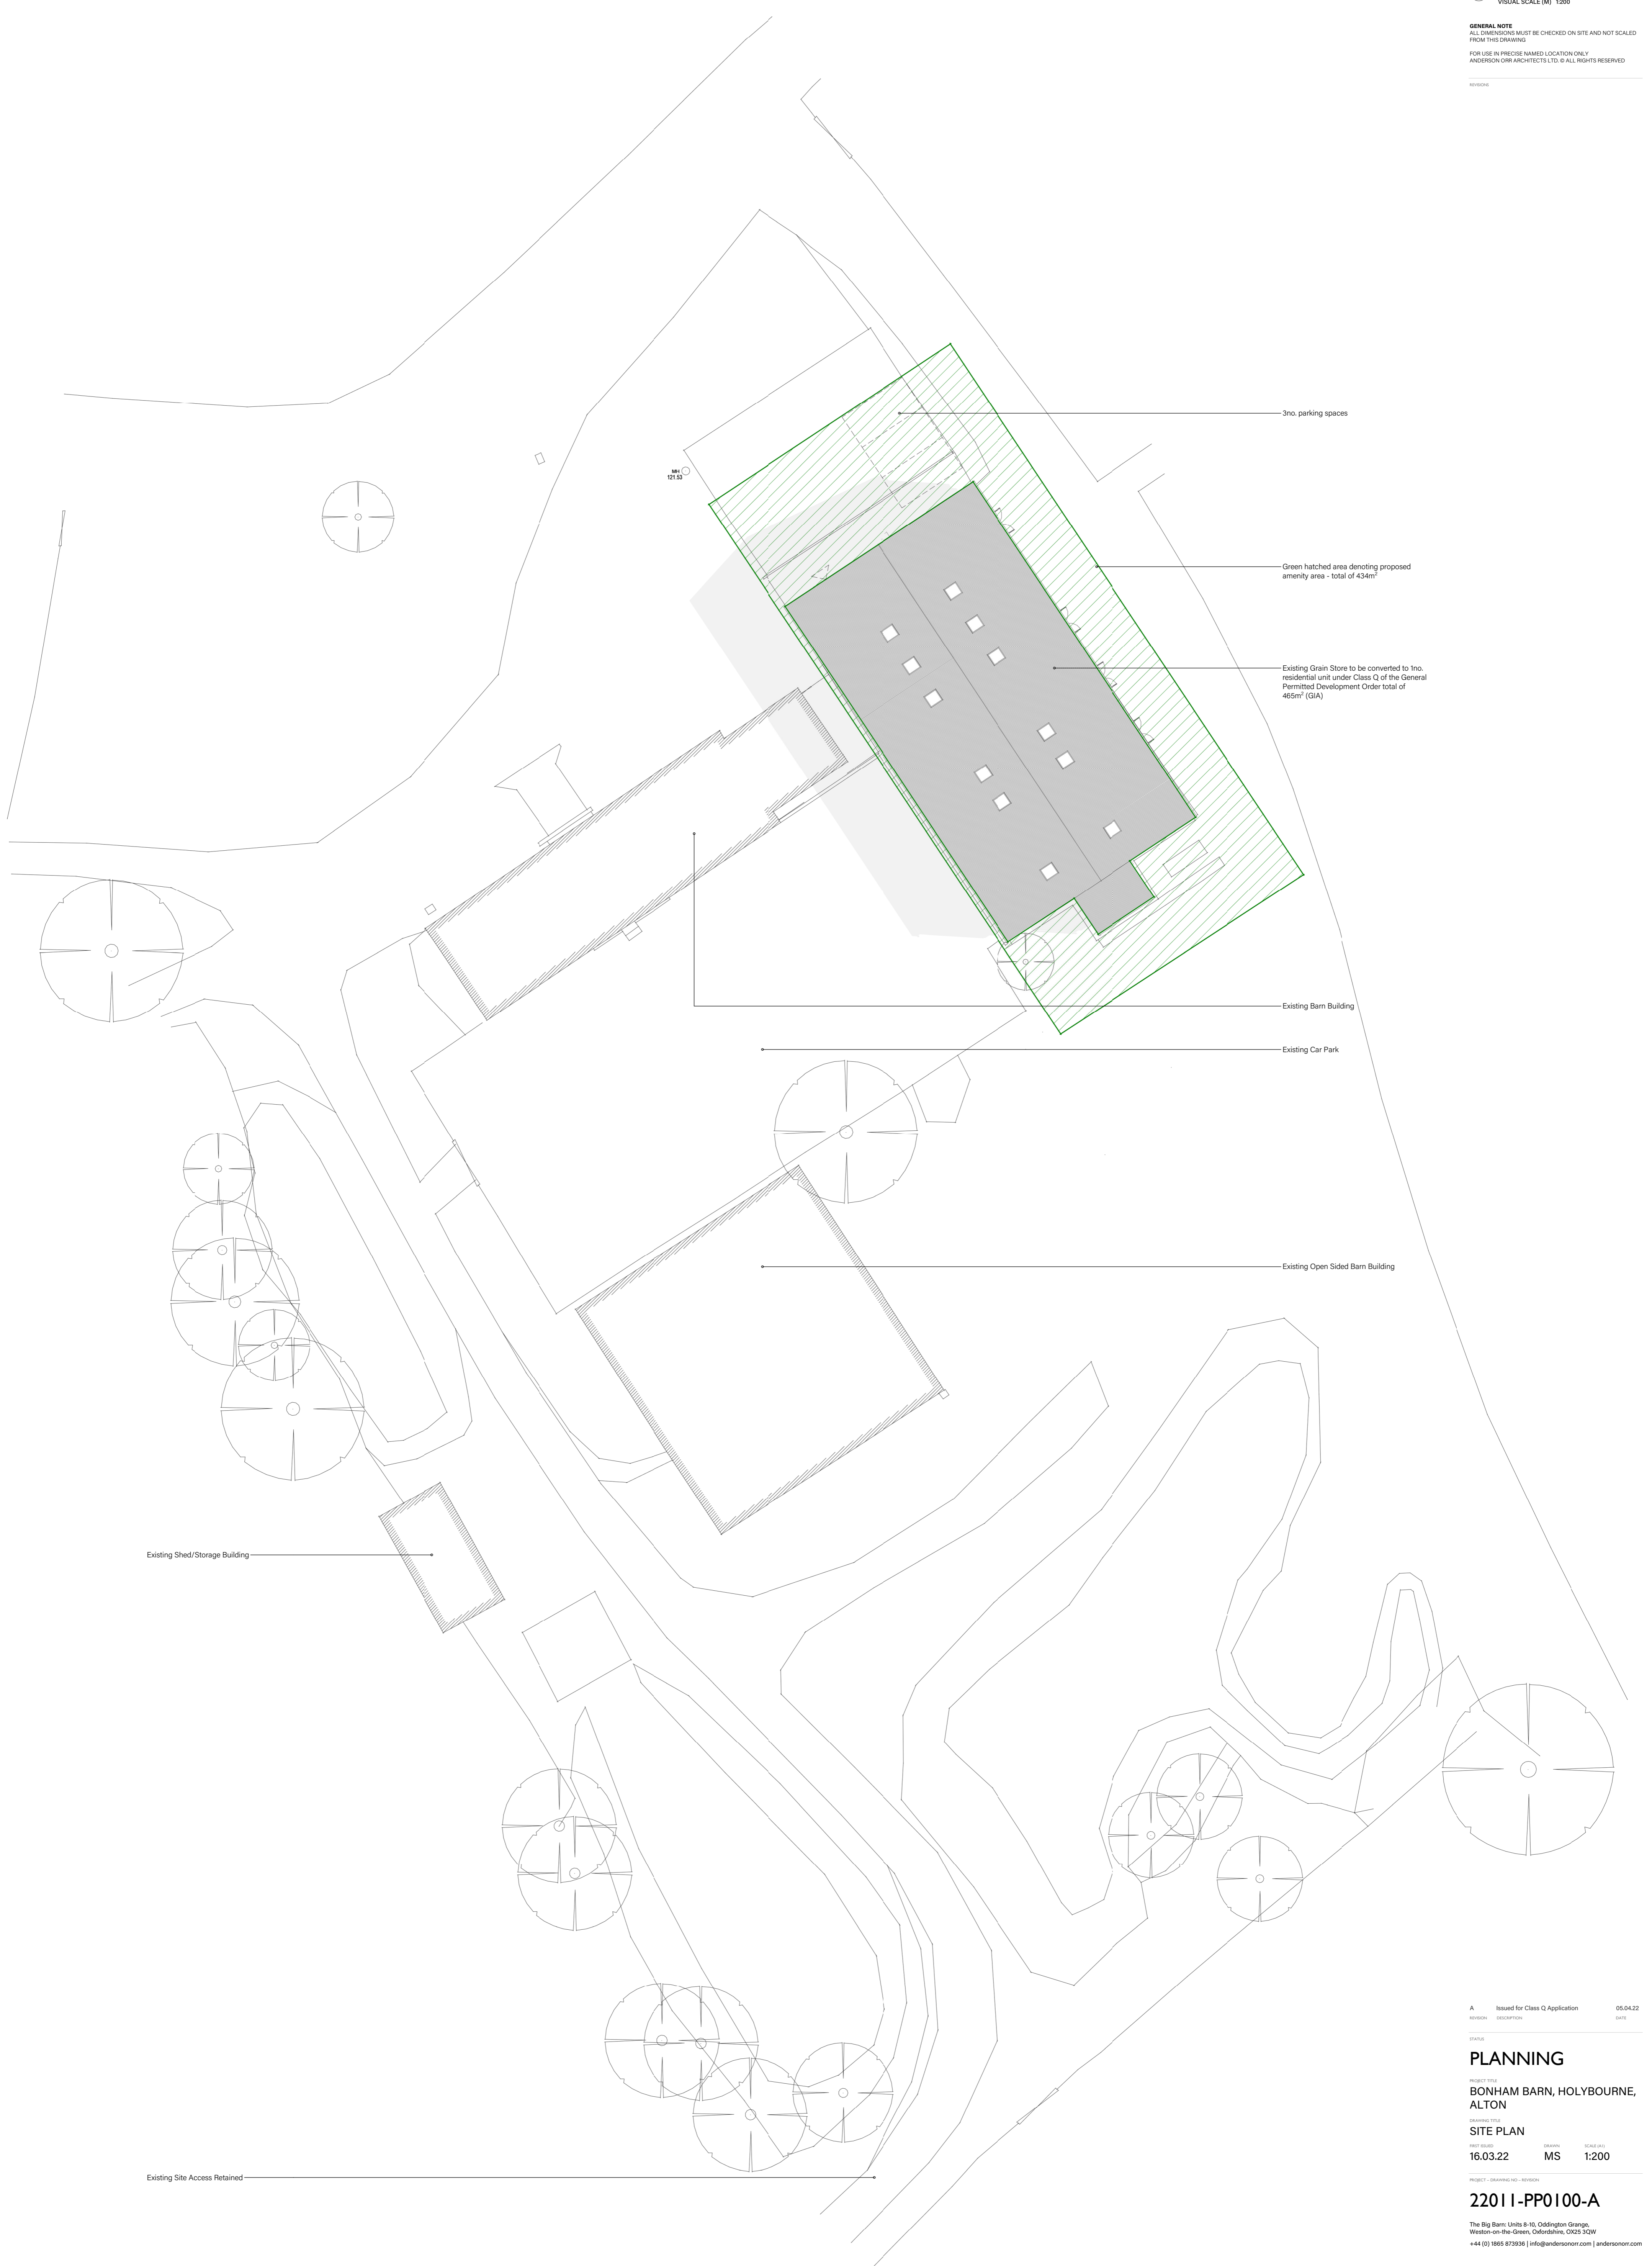 VISUAL SCALE (M) 1:200
GENERAL NOTE
ALL DIMENSIONS MUST BE CHECKED ON SITE AND NOT SCALED
FROM THIS DRAWING
FOR USE IN PRECISE NAMED LOCATION ONLY
ANDERSON ORR ARCHITECTS LTD. © ALL RIGHTS RESERVED
REVISIONS
3no. parking spaces
MH
121.53
Green hatched area denoting proposed
amenity area - total of 434m²
Existing Grain Store to be converted to 1no.
residential unit under Class Q of the General
Permitted Development Order total of
465m² (GIA)
Existing Barn Building
Existing Car Park
Existing Open Sided Barn Building
Existing Shed/Storage Building
Existing Site Access Retained
A Issued for Class Q Application 05.04.22
REVISION DESCRIPTION DATE
STATUS
PLANNING
PROJECT TITLE
BONHAM BARN, HOLYBOURNE,
ALTON
DRAWING TITLE
SITE PLAN
FIRST ISSUED DRAWN SCALE (A1)
16.03.22 MS 1:200
PROJECT - DRAWING NO - REVISION
22011-PP0100-A
The Big Barn: Units 8-10, Oddington Grange,
Weston-on-the-Green, Oxfordshire, OX25 3QW
+44 (0) 1865 873936 | info@andersonorr.com | andersonorr.com